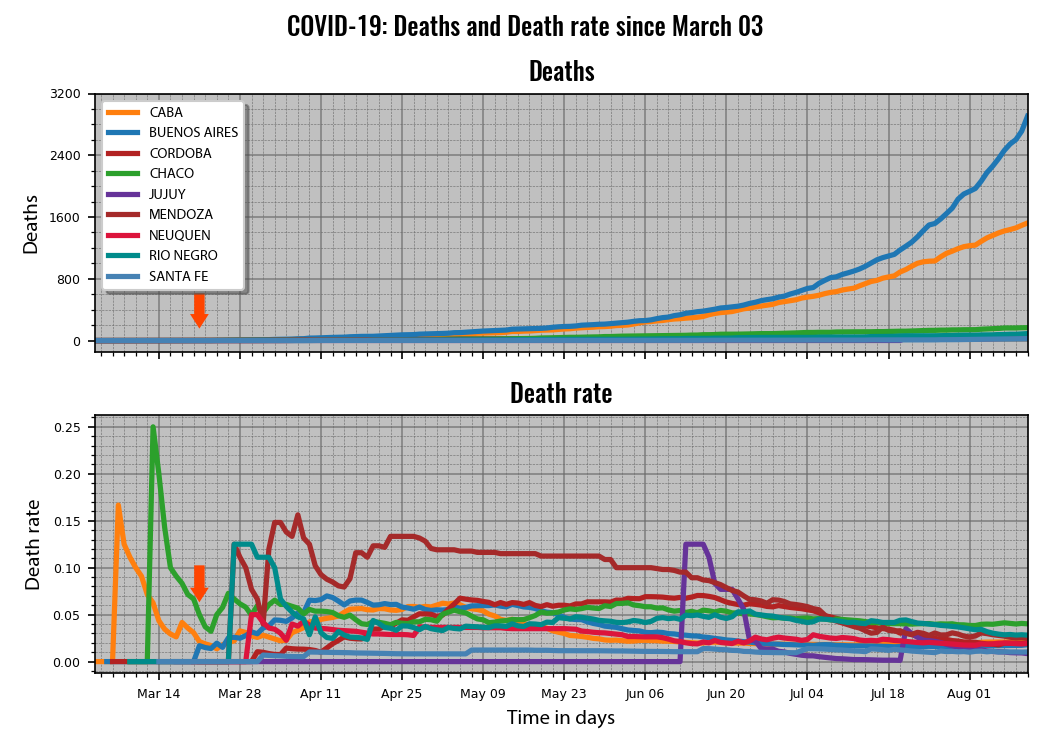 COVID-19: Deaths and Death rate since March 03
Deaths
3200
2400
1600
800
0
Deaths
CABA
BUENOS AIRES
CORDOBA
CHACO
JUJUY
MENDOZA
NEUQUEN
RIO NEGRO
SANTA FE
Death rate
0.25
0.20
0.15
0.10
0.05
0.00
Death rate
Mar 14 Mar 28 Apr 11 Apr 25 May 09 May 23 Jun 06 Jun 20 Jul 04 Jul 18 Aug 01
Time in days